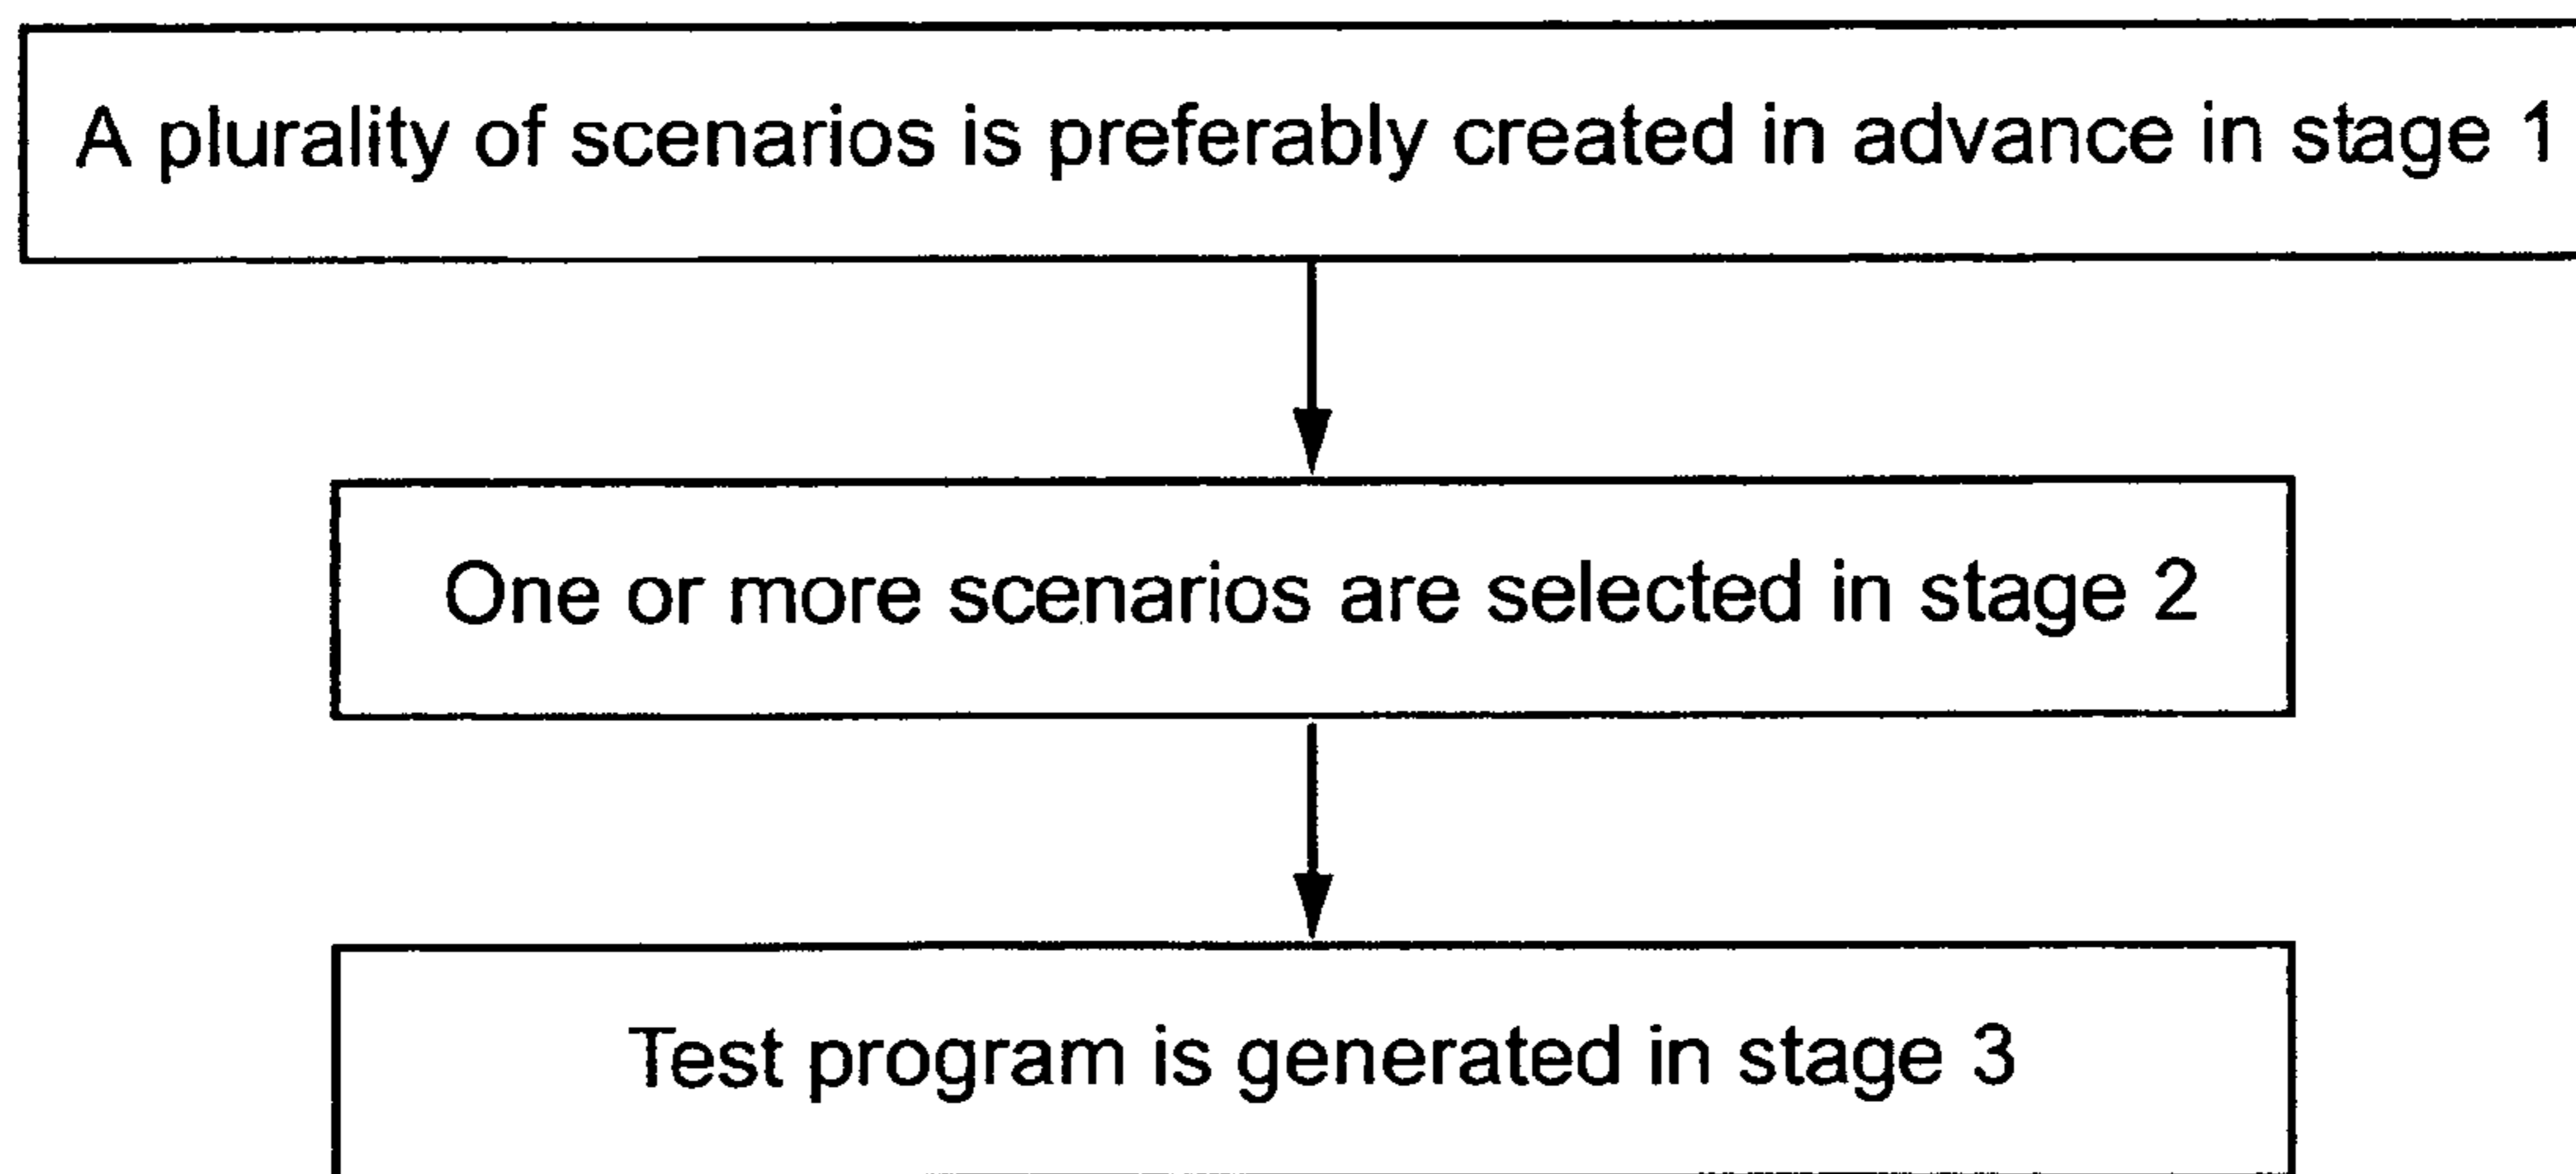 A plurality of scenarios is preferably created in advance in stage 1
One or more scenarios are selected in stage 2
Test program is generated in stage 3